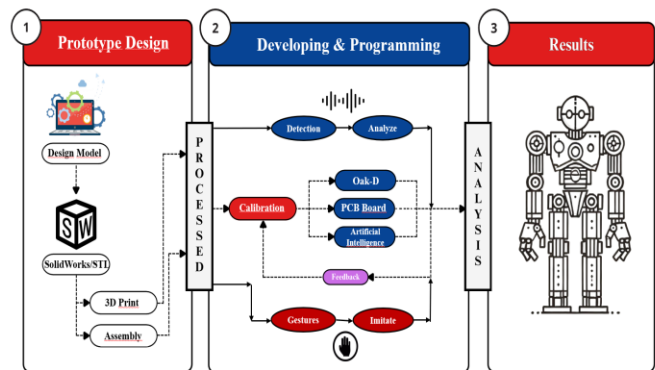 1
Prototype Design
2
Developing & Programming
3
Results
Design Model
SW
SolidWorks/STL
3D Print
Assembly
PROCESSED
Detection
Analyze
Calibration
Oak-D
PCB Board
Artificial
Intelligence
Feedback
Gestures
Imitate
ANALYSIS